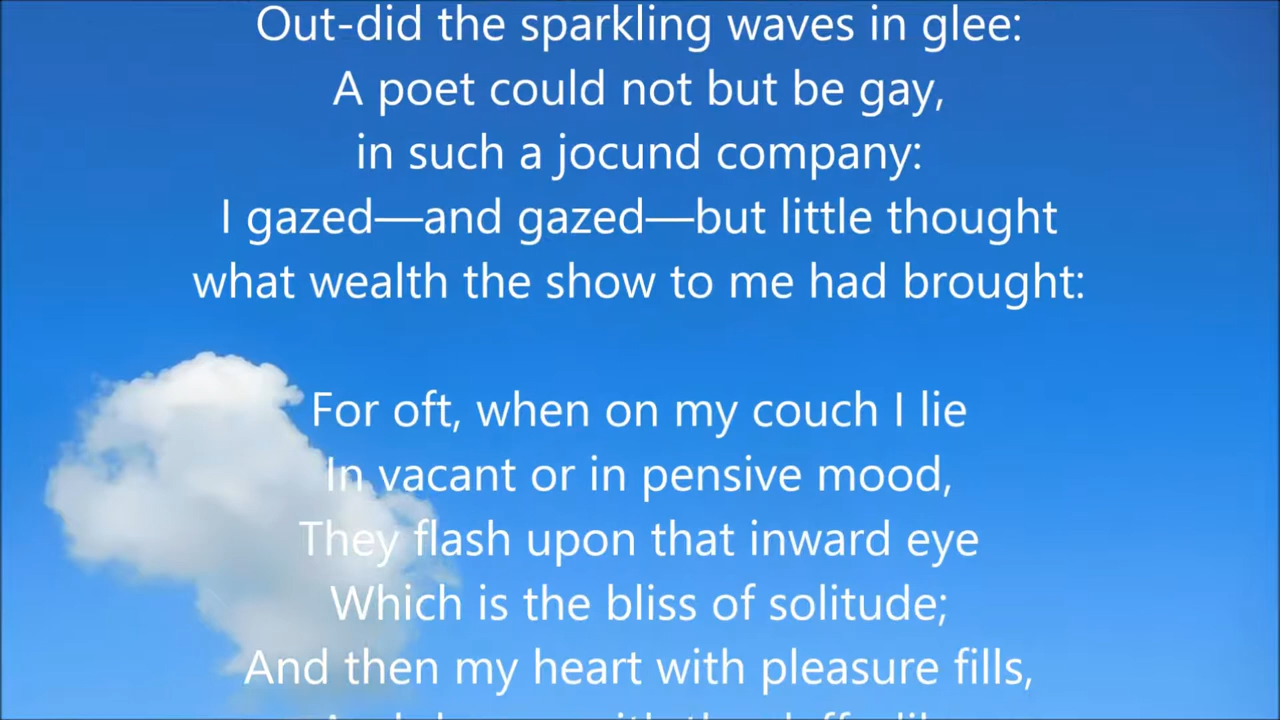 Out-did the sparkling waves in glee:
A poet could not but be gay,
in such a jocund company:
I gazed—and gazed—but little thought
what wealth the show to me had brought:
For oft, when on my couch I lie
In vacant or in pensive mood,
They flash upon that inward eye
Which is the bliss of solitude;
And then my heart with pleasure fills,